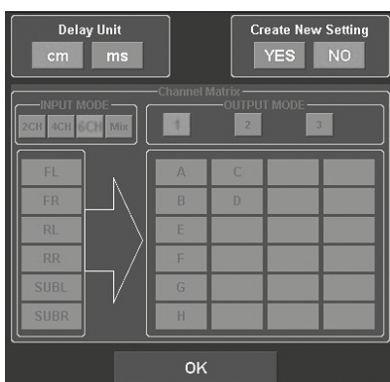 Delay Unit
cm ms
Create New Setting
YES NO
Channel Matrix
INPUT MODE
2CH 4CH 6CH Mix
OUTPUT MODE
1 2 3
FL
FR
RL
RR
SUBL
SUBR
A C
B D
E
F
G
H
OK